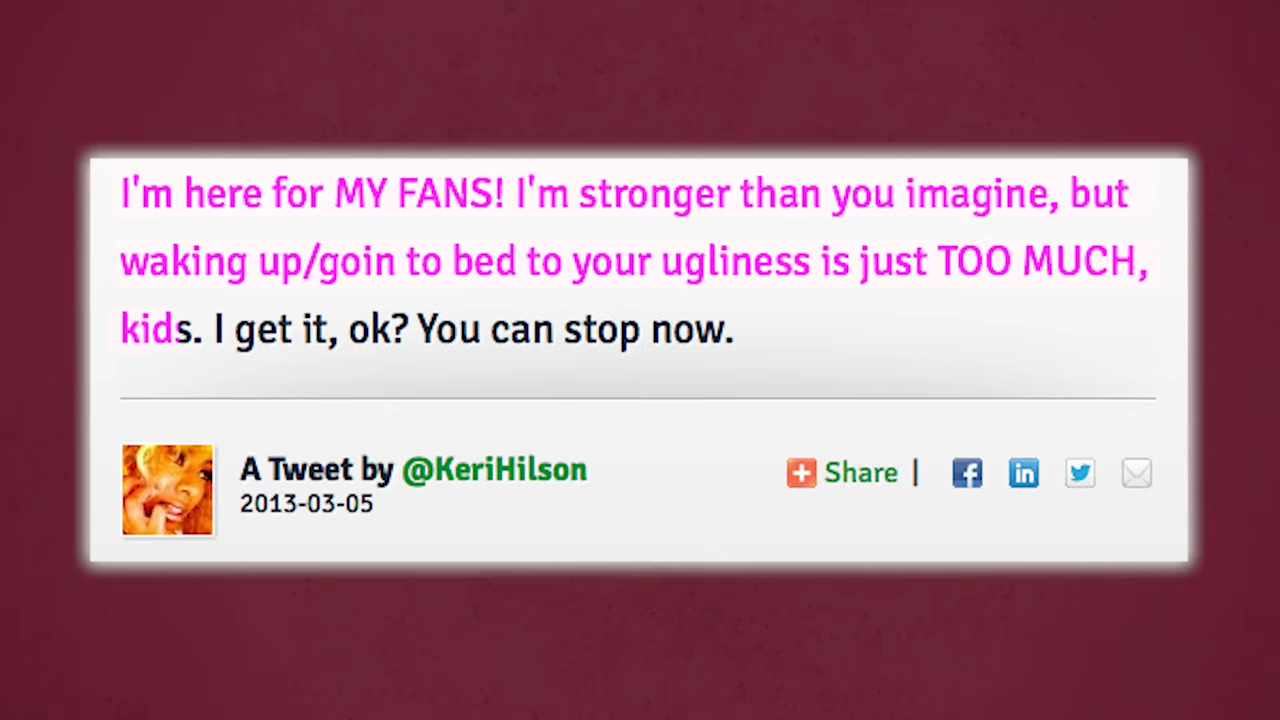 I'm here for MY FANS! I'm stronger than you imagine, but
waking up/goin to bed to your ugliness is just TOO MUCH,
kids. I get it, ok? You can stop now.
A Tweet by @KeriHilson
2013-03-05
Share |